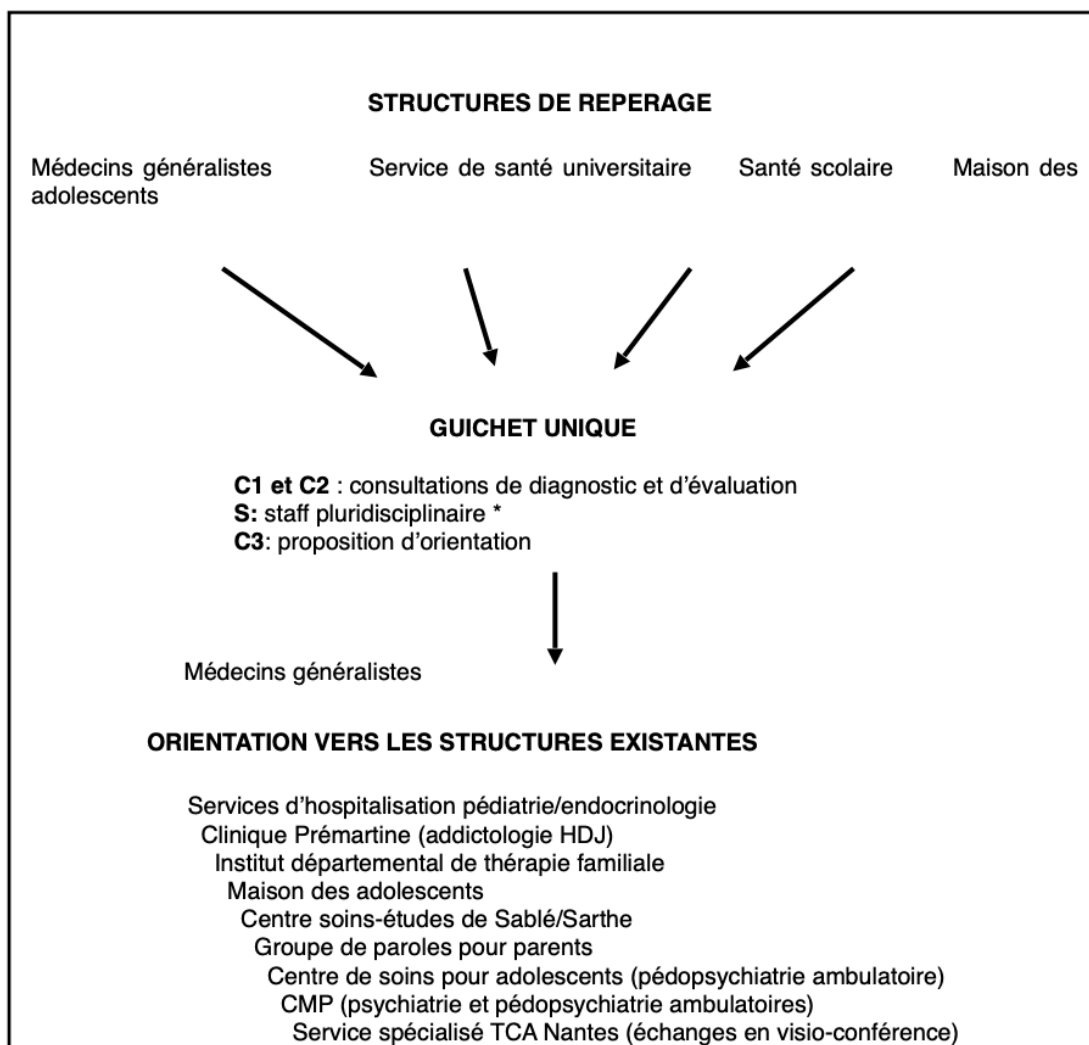 STRUCTURES DE REPERAGE
Médecins généralistes Service de santé universitaire Santé scolaire Maison des
adolescents
GUICHET UNIQUE
C1 et C2 : consultations de diagnostic et d’évaluation
S: staff pluridisciplinaire *
C3: proposition d’orientation
Médecins généralistes
ORIENTATION VERS LES STRUCTURES EXISTANTES
Services d’hospitalisation pédiatrie/endocrinologie
Clinique Prémartine (addictologie HDJ)
Institut départemental de thérapie familiale
Maison des adolescents
Centre soins-études de Sablé/Sarthe
Groupe de paroles pour parents
Centre de soins pour adolescents (pédopsychiatrie ambulatoire)
CMP (psychiatrie et pédopsychiatrie ambulatoires)
Service spécialisé TCA Nantes (échanges en visio-conférence)